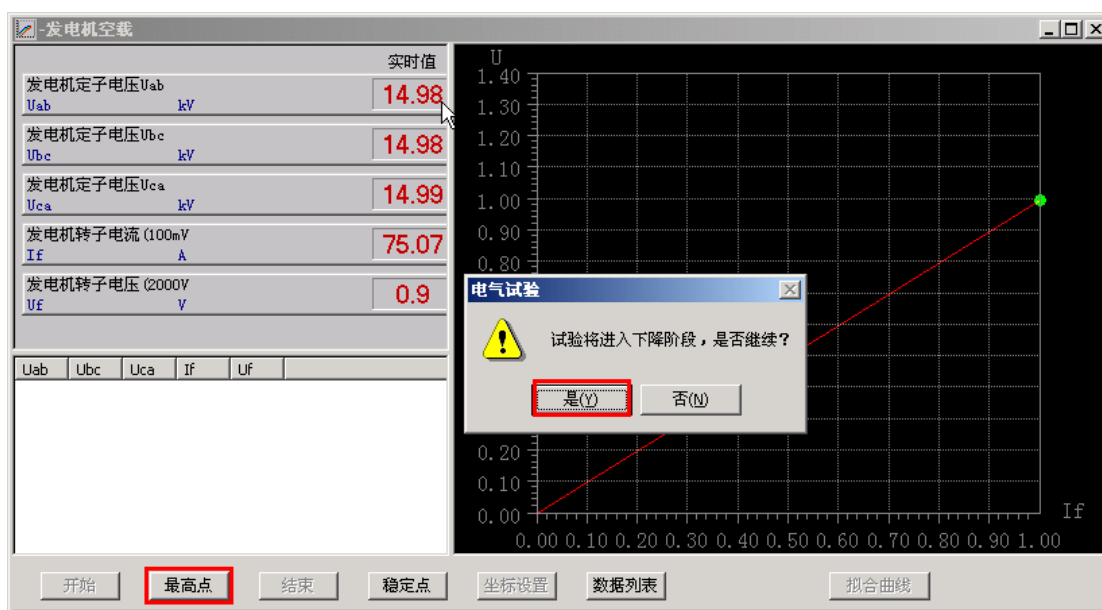 -发电机空载
实时值
发电机定子电压Uab
Uab kV
14.98
发电机定子电压Ubc
Ubc kV
14.98
发电机定子电压Uca
Uca kV
14.99
发电机转子电流(100mV
If A
75.07
发电机转子电压(2000V
Uf V
0.9
Uab Ubc Uca If Uf
U
1.40
1.30
1.20
1.10
1.00
0.90
0.80
0.20
0.10
0.00
If
0.00 0.10 0.20 0.30 0.40 0.50 0.60 0.70 0.80 0.90 1.00
电气试验
试验将进入下降阶段，是否继续？
是(Y) 否(N)
开始 最高点 结束 稳定点 坐标设置 数据列表 拟合曲线